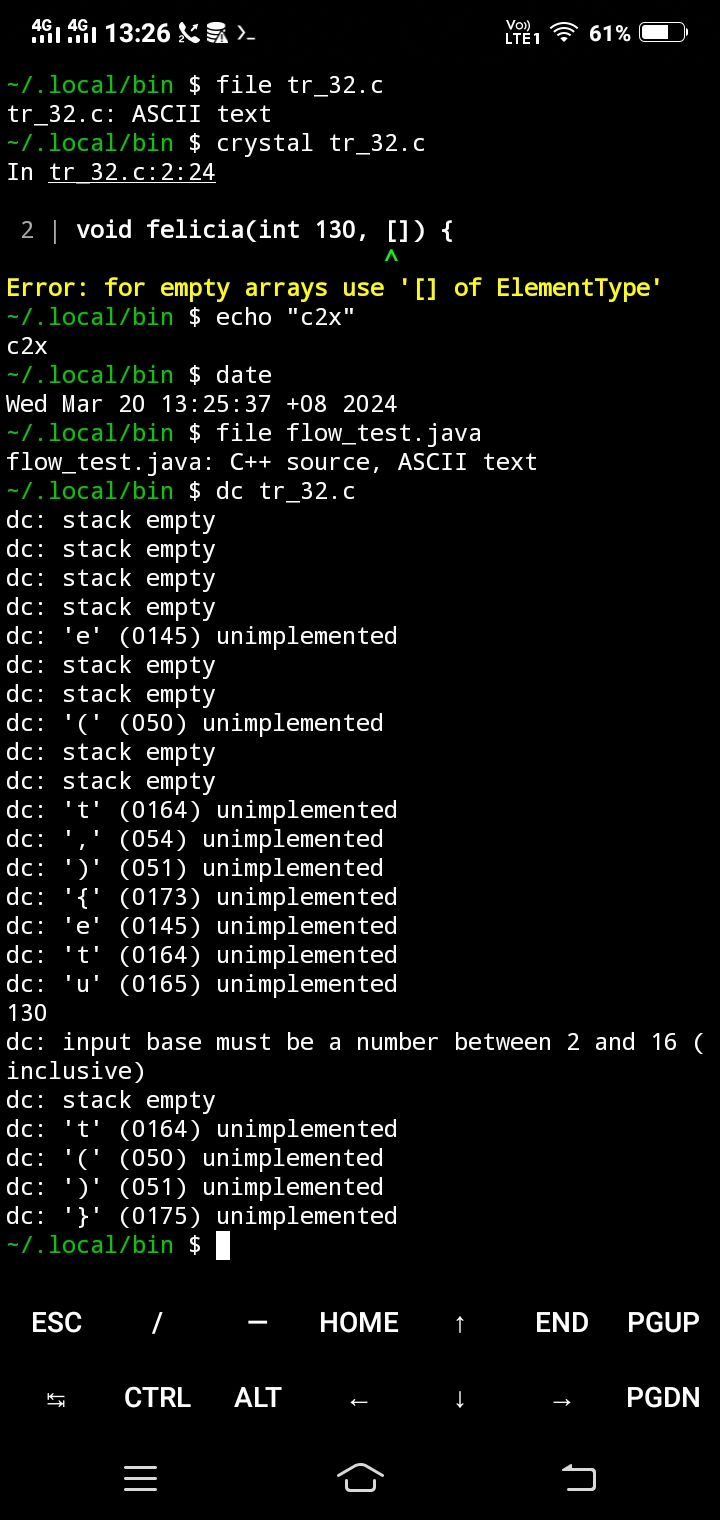 4G 4G 13:26 Vo)) LTE1 61%
~/.local/bin $ file tr_32.c
tr_32.c: ASCII text
~/.local/bin $ crystal tr_32.c
In tr_32.c:2:24
2 | void felicia(int 130, []) {
^
Error: for empty arrays use '[] of ElementType'
~/.local/bin $ echo "c2x"
c2x
~/.local/bin $ date
Wed Mar 20 13:25:37 +08 2024
~/.local/bin $ file flow_test.java
flow_test.java: C++ source, ASCII text
~/.local/bin $ dc tr_32.c
dc: stack empty
dc: stack empty
dc: stack empty
dc: stack empty
dc: 'e' (0145) unimplemented
dc: stack empty
dc: stack empty
dc: '(' (050) unimplemented
dc: stack empty
dc: stack empty
dc: 't' (0164) unimplemented
dc: ',' (054) unimplemented
dc: ')' (051) unimplemented
dc: '{' (0173) unimplemented
dc: 'e' (0145) unimplemented
dc: 't' (0164) unimplemented
dc: 'u' (0165) unimplemented
130
dc: input base must be a number between 2 and 16 (
inclusive)
dc: stack empty
dc: 't' (0164) unimplemented
dc: '(' (050) unimplemented
dc: ')' (051) unimplemented
dc: '}' (0175) unimplemented
~/.local/bin $
ESC / — HOME ↑ END PGUP
↹ CTRL ALT ← ↓ → PGDN